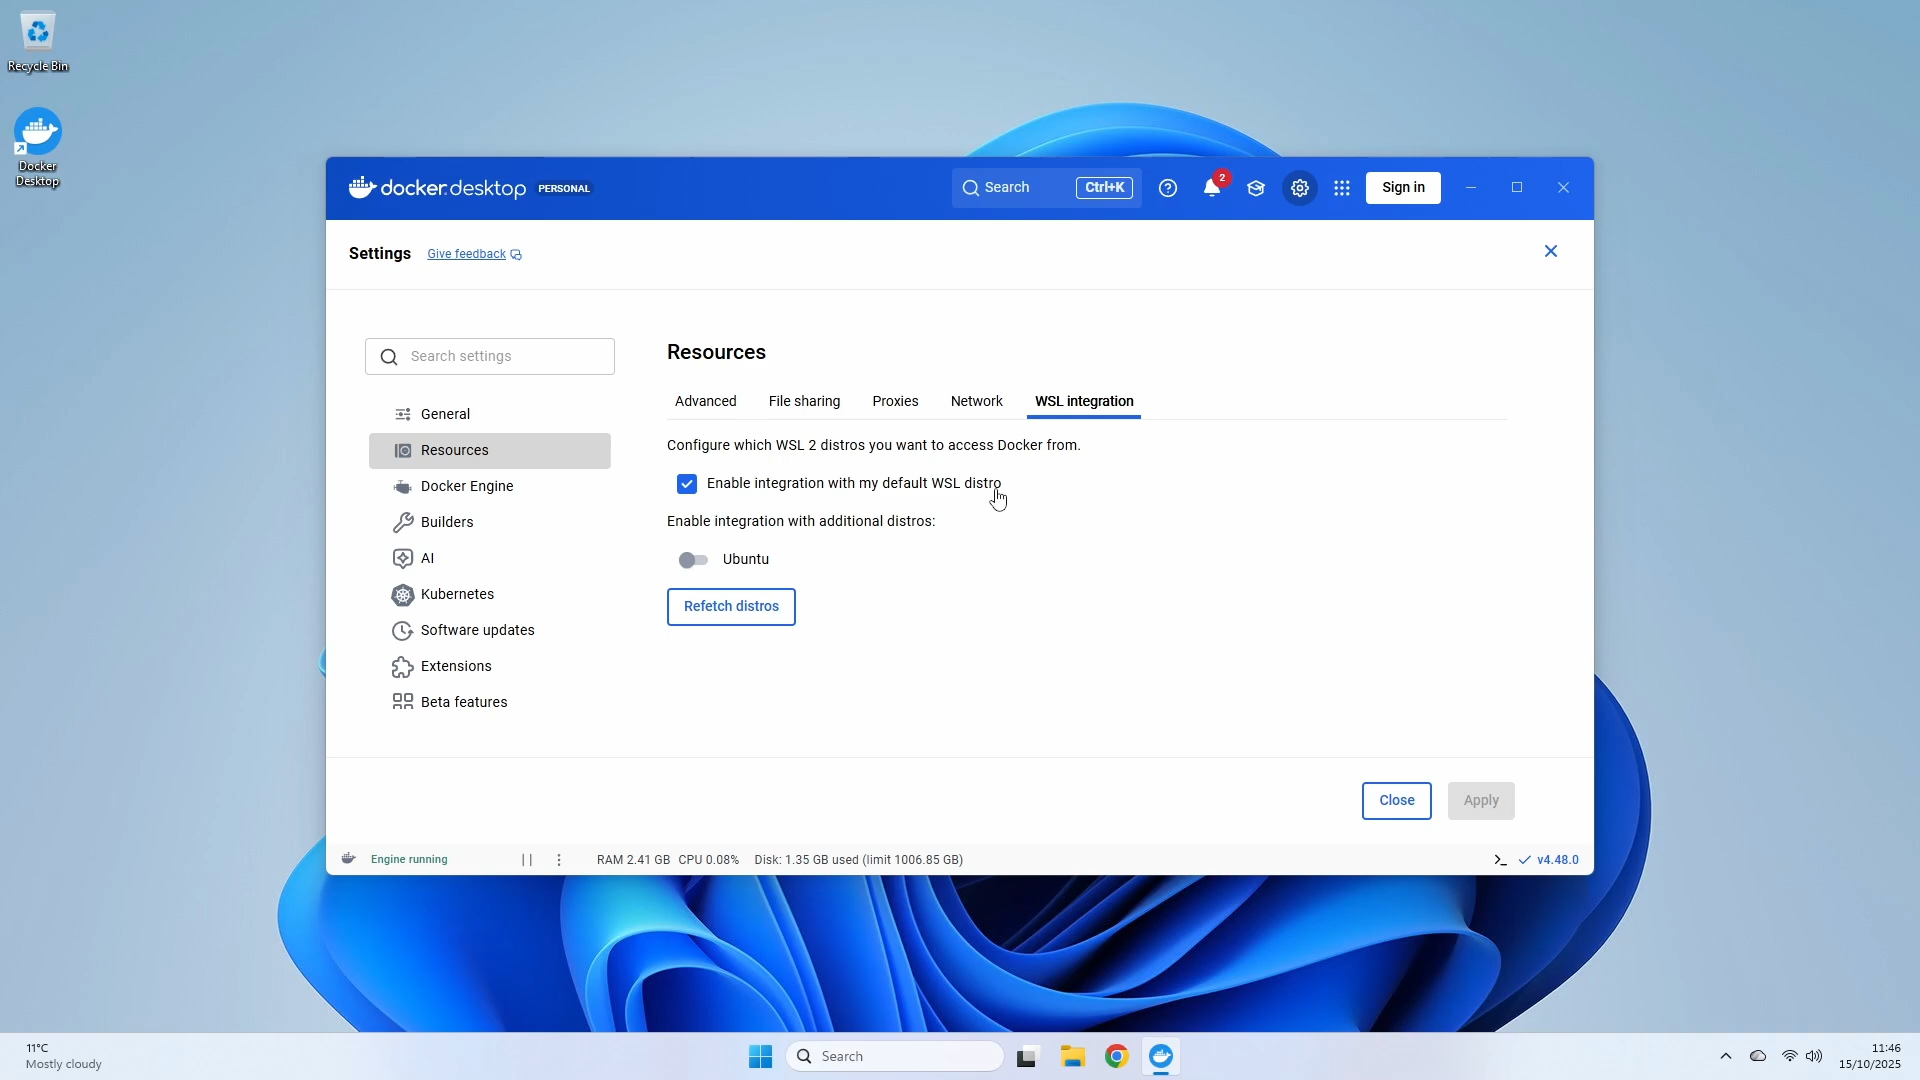 Recycle Bin
Docker
Desktop
docker.desktop PERSONAL
Search Ctrl+K
2
Sign in
Settings Give feedback
Search settings
General
Resources
Docker Engine
Builders
AI
Kubernetes
Software updates
Extensions
Beta features
Resources
Advanced File sharing Proxies Network WSL integration
Configure which WSL 2 distros you want to access Docker from.
Enable integration with my default WSL distro
Enable integration with additional distros:
Ubuntu
Refetch distros
Close Apply
Engine running RAM 2.41 GB CPU 0.08% Disk: 1.35 GB used (limit 1006.85 GB) v4.48.0
11°C
Mostly cloudy
Search
11:46
15/10/2025